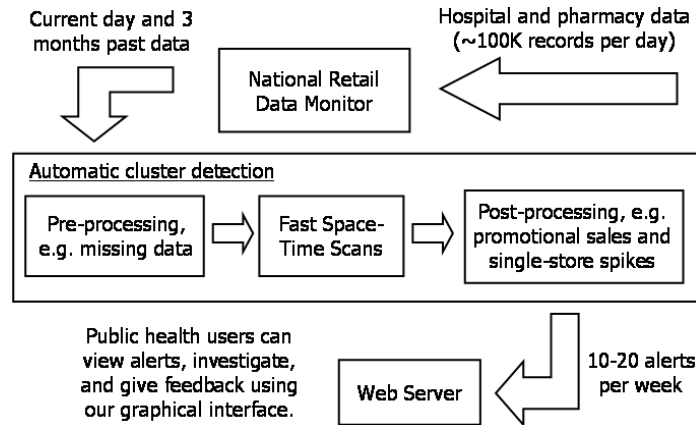 Current day and 3
months past data
Hospital and pharmacy data
(~100K records per day)
National Retail
Data Monitor
Automatic cluster detection
Pre-processing,
e.g. missing data
Fast Space-
Time Scans
Post-processing, e.g.
promotional sales and
single-store spikes
Public health users can
view alerts, investigate,
and give feedback using
our graphical interface.
Web Server
10-20 alerts
per week